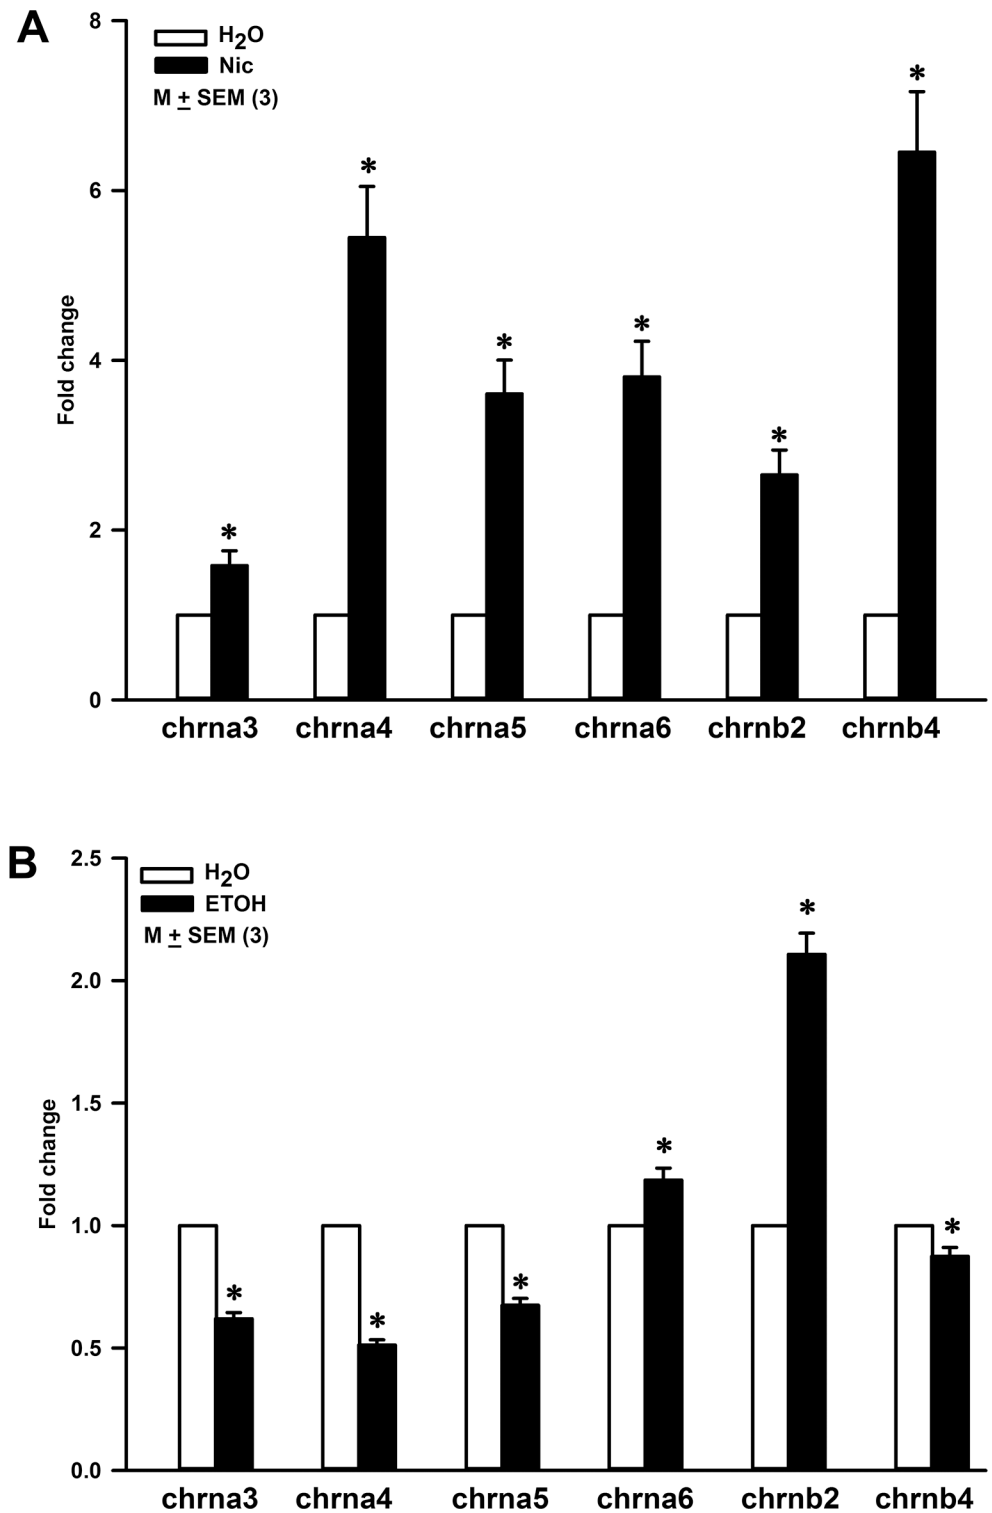 A
8
H2O
Nic
M ± SEM (3)
*
*
6
*
*
4
*
*
2
0
Fold change
chrna3 chrna4 chrna5 chrna6 chrnb2 chrnb4
B
2.5
H2O
ETOH
M ± SEM (3)
*
2.0
1.5
*
1.0
*
*
*
*
0.5
0.0
Fold change
chrna3 chrna4 chrna5 chrna6 chrnb2 chrnb4